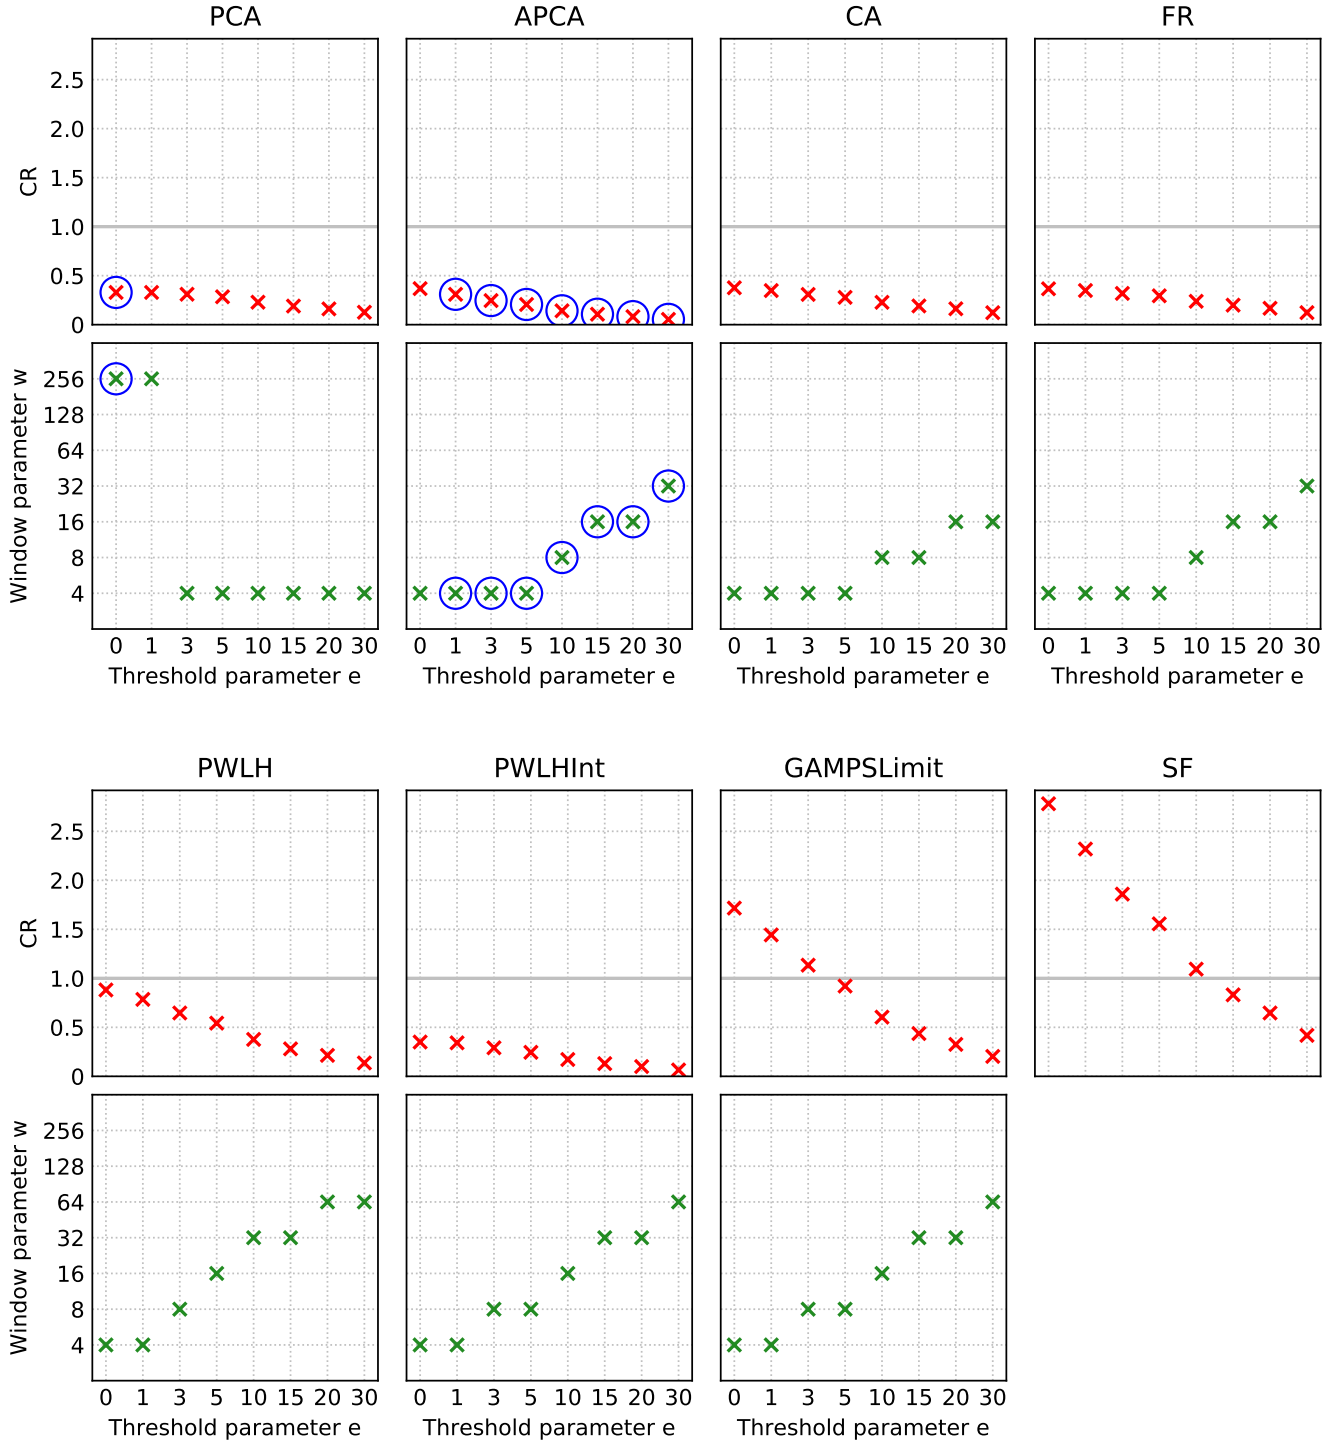 PCA
APCA
CA
FR
2.5
2.0
1.5
1.0
0.5
0
CR
256
128
64
32
16
8
4
Window parameter w
0 1 3 5 10 15 20 30
0 1 3 5 10 15 20 30
0 1 3 5 10 15 20 30
0 1 3 5 10 15 20 30
Threshold parameter e
Threshold parameter e
Threshold parameter e
Threshold parameter e
PWLH
PWLHInt
GAMPSLimit
SF
2.5
2.0
1.5
1.0
0.5
0
CR
256
128
64
32
16
8
4
Window parameter w
0 1 3 5 10 15 20 30
0 1 3 5 10 15 20 30
0 1 3 5 10 15 20 30
Threshold parameter e
Threshold parameter e
Threshold parameter e